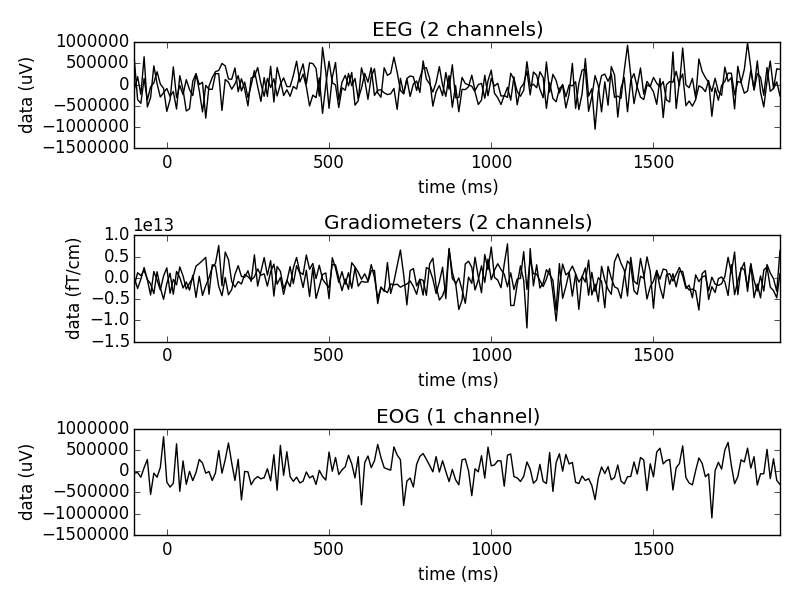 EEG (2 channels)
1000000
500000
0
−500000
−1000000
−1500000
data (uV)
0 500 1000 1500
time (ms)
Gradiometers (2 channels)
1e13
1.0
0.5
0.0
−0.5
−1.0
−1.5
data (fT/cm)
0 500 1000 1500
time (ms)
EOG (1 channel)
1000000
500000
0
−500000
−1000000
−1500000
data (uV)
0 500 1000 1500
time (ms)